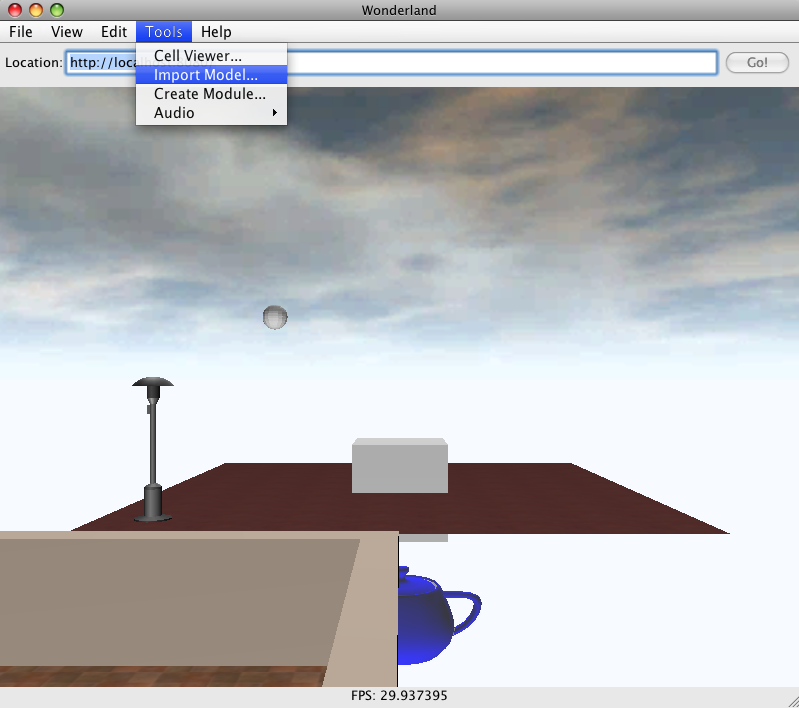 Wonderland
File View Edit Tools Help
Location: http://loca Go!
Cell Viewer...
Import Model...
Create Module...
Audio
FPS: 29.937395